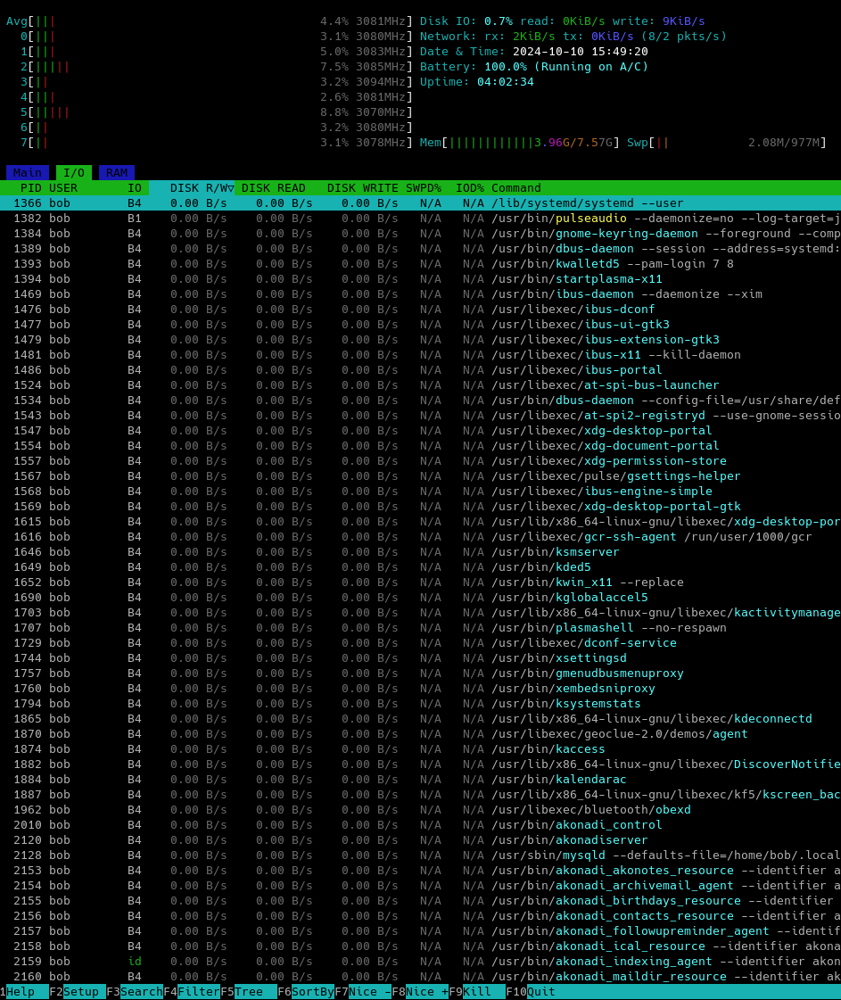 Avg[||| 4.4% 3081MHz] Disk IO: 0.7% read: 0KiB/s write: 9KiB/s
0[||| 3.1% 3080MHz] Network: rx: 2KiB/s tx: 0KiB/s (8/2 pkts/s)
1[||| 5.0% 3083MHz] Date & Time: 2024-10-10 15:49:20
2[||||| 7.5% 3085MHz] Battery: 100.0% (Running on A/C)
3[|| 3.2% 3094MHz] Uptime: 04:02:34
4[||| 2.6% 3081MHz]
5[||||| 8.8% 3070MHz]
6[|| 3.2% 3080MHz]
7[|| 3.1% 3078MHz] Mem[||||||||||||3.96G/7.57G] Swp[|| 2.08M/977M]
Main I/O RAM
PID USER IO DISK R/W▽ DISK READ DISK WRITE SWPD% IOD% Command
1366 bob B4 0.00 B/s 0.00 B/s 0.00 B/s N/A N/A /lib/systemd/systemd --user
1382 bob B1 0.00 B/s 0.00 B/s 0.00 B/s N/A N/A /usr/bin/pulseaudio --daemonize=no --log-target=j
1384 bob B4 0.00 B/s 0.00 B/s 0.00 B/s N/A N/A /usr/bin/gnome-keyring-daemon --foreground --comp
1389 bob B4 0.00 B/s 0.00 B/s 0.00 B/s N/A N/A /usr/bin/dbus-daemon --session --address=systemd:
1393 bob B4 0.00 B/s 0.00 B/s 0.00 B/s N/A N/A /usr/bin/kwalletd5 --pam-login 7 8
1394 bob B4 0.00 B/s 0.00 B/s 0.00 B/s N/A N/A /usr/bin/startplasma-x11
1469 bob B4 0.00 B/s 0.00 B/s 0.00 B/s N/A N/A /usr/bin/ibus-daemon --daemonize --xim
1476 bob B4 0.00 B/s 0.00 B/s 0.00 B/s N/A N/A /usr/libexec/ibus-dconf
1477 bob B4 0.00 B/s 0.00 B/s 0.00 B/s N/A N/A /usr/libexec/ibus-ui-gtk3
1479 bob B4 0.00 B/s 0.00 B/s 0.00 B/s N/A N/A /usr/libexec/ibus-extension-gtk3
1481 bob B4 0.00 B/s 0.00 B/s 0.00 B/s N/A N/A /usr/libexec/ibus-x11 --kill-daemon
1486 bob B4 0.00 B/s 0.00 B/s 0.00 B/s N/A N/A /usr/libexec/ibus-portal
1524 bob B4 0.00 B/s 0.00 B/s 0.00 B/s N/A N/A /usr/libexec/at-spi-bus-launcher
1534 bob B4 0.00 B/s 0.00 B/s 0.00 B/s N/A N/A /usr/bin/dbus-daemon --config-file=/usr/share/def
1543 bob B4 0.00 B/s 0.00 B/s 0.00 B/s N/A N/A /usr/libexec/at-spi2-registryd --use-gnome-sessio
1547 bob B4 0.00 B/s 0.00 B/s 0.00 B/s N/A N/A /usr/libexec/xdg-desktop-portal
1554 bob B4 0.00 B/s 0.00 B/s 0.00 B/s N/A N/A /usr/libexec/xdg-document-portal
1557 bob B4 0.00 B/s 0.00 B/s 0.00 B/s N/A N/A /usr/libexec/xdg-permission-store
1567 bob B4 0.00 B/s 0.00 B/s 0.00 B/s N/A N/A /usr/libexec/pulse/gsettings-helper
1568 bob B4 0.00 B/s 0.00 B/s 0.00 B/s N/A N/A /usr/libexec/ibus-engine-simple
1569 bob B4 0.00 B/s 0.00 B/s 0.00 B/s N/A N/A /usr/libexec/xdg-desktop-portal-gtk
1615 bob B4 0.00 B/s 0.00 B/s 0.00 B/s N/A N/A /usr/lib/x86_64-linux-gnu/libexec/xdg-desktop-por
1616 bob B4 0.00 B/s 0.00 B/s 0.00 B/s N/A N/A /usr/libexec/gcr-ssh-agent /run/user/1000/gcr
1646 bob B4 0.00 B/s 0.00 B/s 0.00 B/s N/A N/A /usr/bin/ksmserver
1649 bob B4 0.00 B/s 0.00 B/s 0.00 B/s N/A N/A /usr/bin/kded5
1652 bob B4 0.00 B/s 0.00 B/s 0.00 B/s N/A N/A /usr/bin/kwin_x11 --replace
1690 bob B4 0.00 B/s 0.00 B/s 0.00 B/s N/A N/A /usr/bin/kglobalaccel5
1703 bob B4 0.00 B/s 0.00 B/s 0.00 B/s N/A N/A /usr/lib/x86_64-linux-gnu/libexec/kactivitymanage
1707 bob B4 0.00 B/s 0.00 B/s 0.00 B/s N/A N/A /usr/bin/plasmashell --no-respawn
1729 bob B4 0.00 B/s 0.00 B/s 0.00 B/s N/A N/A /usr/libexec/dconf-service
1744 bob B4 0.00 B/s 0.00 B/s 0.00 B/s N/A N/A /usr/bin/xsettingsd
1757 bob B4 0.00 B/s 0.00 B/s 0.00 B/s N/A N/A /usr/bin/gmenudbusmenuproxy
1760 bob B4 0.00 B/s 0.00 B/s 0.00 B/s N/A N/A /usr/bin/xembedsniproxy
1794 bob B4 0.00 B/s 0.00 B/s 0.00 B/s N/A N/A /usr/bin/ksystemstats
1865 bob B4 0.00 B/s 0.00 B/s 0.00 B/s N/A N/A /usr/lib/x86_64-linux-gnu/libexec/kdeconnectd
1870 bob B4 0.00 B/s 0.00 B/s 0.00 B/s N/A N/A /usr/libexec/geoclue-2.0/demos/agent
1874 bob B4 0.00 B/s 0.00 B/s 0.00 B/s N/A N/A /usr/bin/kaccess
1882 bob B4 0.00 B/s 0.00 B/s 0.00 B/s N/A N/A /usr/lib/x86_64-linux-gnu/libexec/DiscoverNotifie
1884 bob B4 0.00 B/s 0.00 B/s 0.00 B/s N/A N/A /usr/bin/kalendarac
1887 bob B4 0.00 B/s 0.00 B/s 0.00 B/s N/A N/A /usr/lib/x86_64-linux-gnu/libexec/kf5/kscreen_bac
1962 bob B4 0.00 B/s 0.00 B/s 0.00 B/s N/A N/A /usr/libexec/bluetooth/obexd
2010 bob B4 0.00 B/s 0.00 B/s 0.00 B/s N/A N/A /usr/bin/akonadi_control
2120 bob B4 0.00 B/s 0.00 B/s 0.00 B/s N/A N/A /usr/bin/akonadiserver
2128 bob B4 0.00 B/s 0.00 B/s 0.00 B/s N/A N/A /usr/sbin/mysqld --defaults-file=/home/bob/.local
2153 bob B4 0.00 B/s 0.00 B/s 0.00 B/s N/A N/A /usr/bin/akonadi_akonotes_resource --identifier a
2154 bob B4 0.00 B/s 0.00 B/s 0.00 B/s N/A N/A /usr/bin/akonadi_archivemail_agent --identifier a
2155 bob B4 0.00 B/s 0.00 B/s 0.00 B/s N/A N/A /usr/bin/akonadi_birthdays_resource --identifier
2156 bob B4 0.00 B/s 0.00 B/s 0.00 B/s N/A N/A /usr/bin/akonadi_contacts_resource --identifier a
2157 bob B4 0.00 B/s 0.00 B/s 0.00 B/s N/A N/A /usr/bin/akonadi_followupreminder_agent --identif
2158 bob B4 0.00 B/s 0.00 B/s 0.00 B/s N/A N/A /usr/bin/akonadi_ical_resource --identifier akona
2159 bob id 0.00 B/s 0.00 B/s 0.00 B/s N/A N/A /usr/bin/akonadi_indexing_agent --identifier akon
2160 bob B4 0.00 B/s 0.00 B/s 0.00 B/s N/A N/A /usr/bin/akonadi_maildir_resource --identifier ak
1Help F2Setup F3SearchF4FilterF5Tree F6SortByF7Nice -F8Nice +F9Kill F10Quit